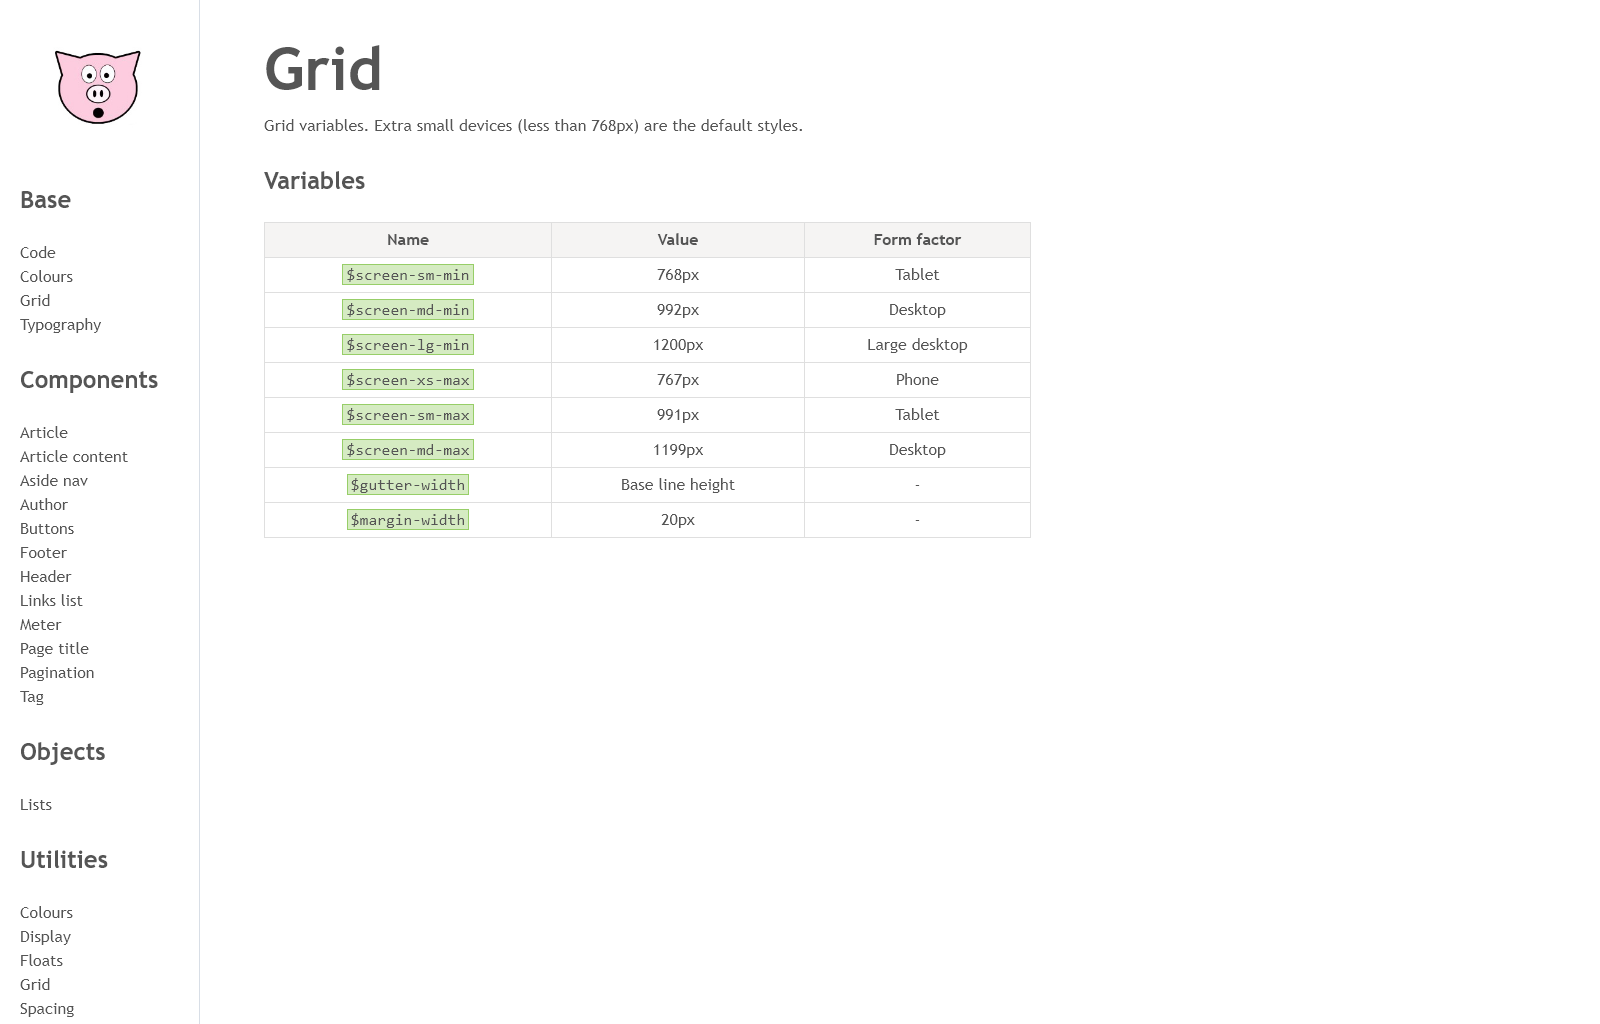 Base
Code
Colours
Grid
Typography
Components
Article
Article content
Aside nav
Author
Buttons
Footer
Header
Links list
Meter
Page title
Pagination
Tag
Objects
Lists
Utilities
Colours
Display
Floats
Grid
Spacing
Grid
Grid variables. Extra small devices (less than 768px) are the default styles.
Variables
Name Value Form factor
$screen-sm-min 768px Tablet
$screen-md-min 992px Desktop
$screen-lg-min 1200px Large desktop
$screen-xs-max 767px Phone
$screen-sm-max 991px Tablet
$screen-md-max 1199px Desktop
$gutter-width Base line height -
$margin-width 20px -